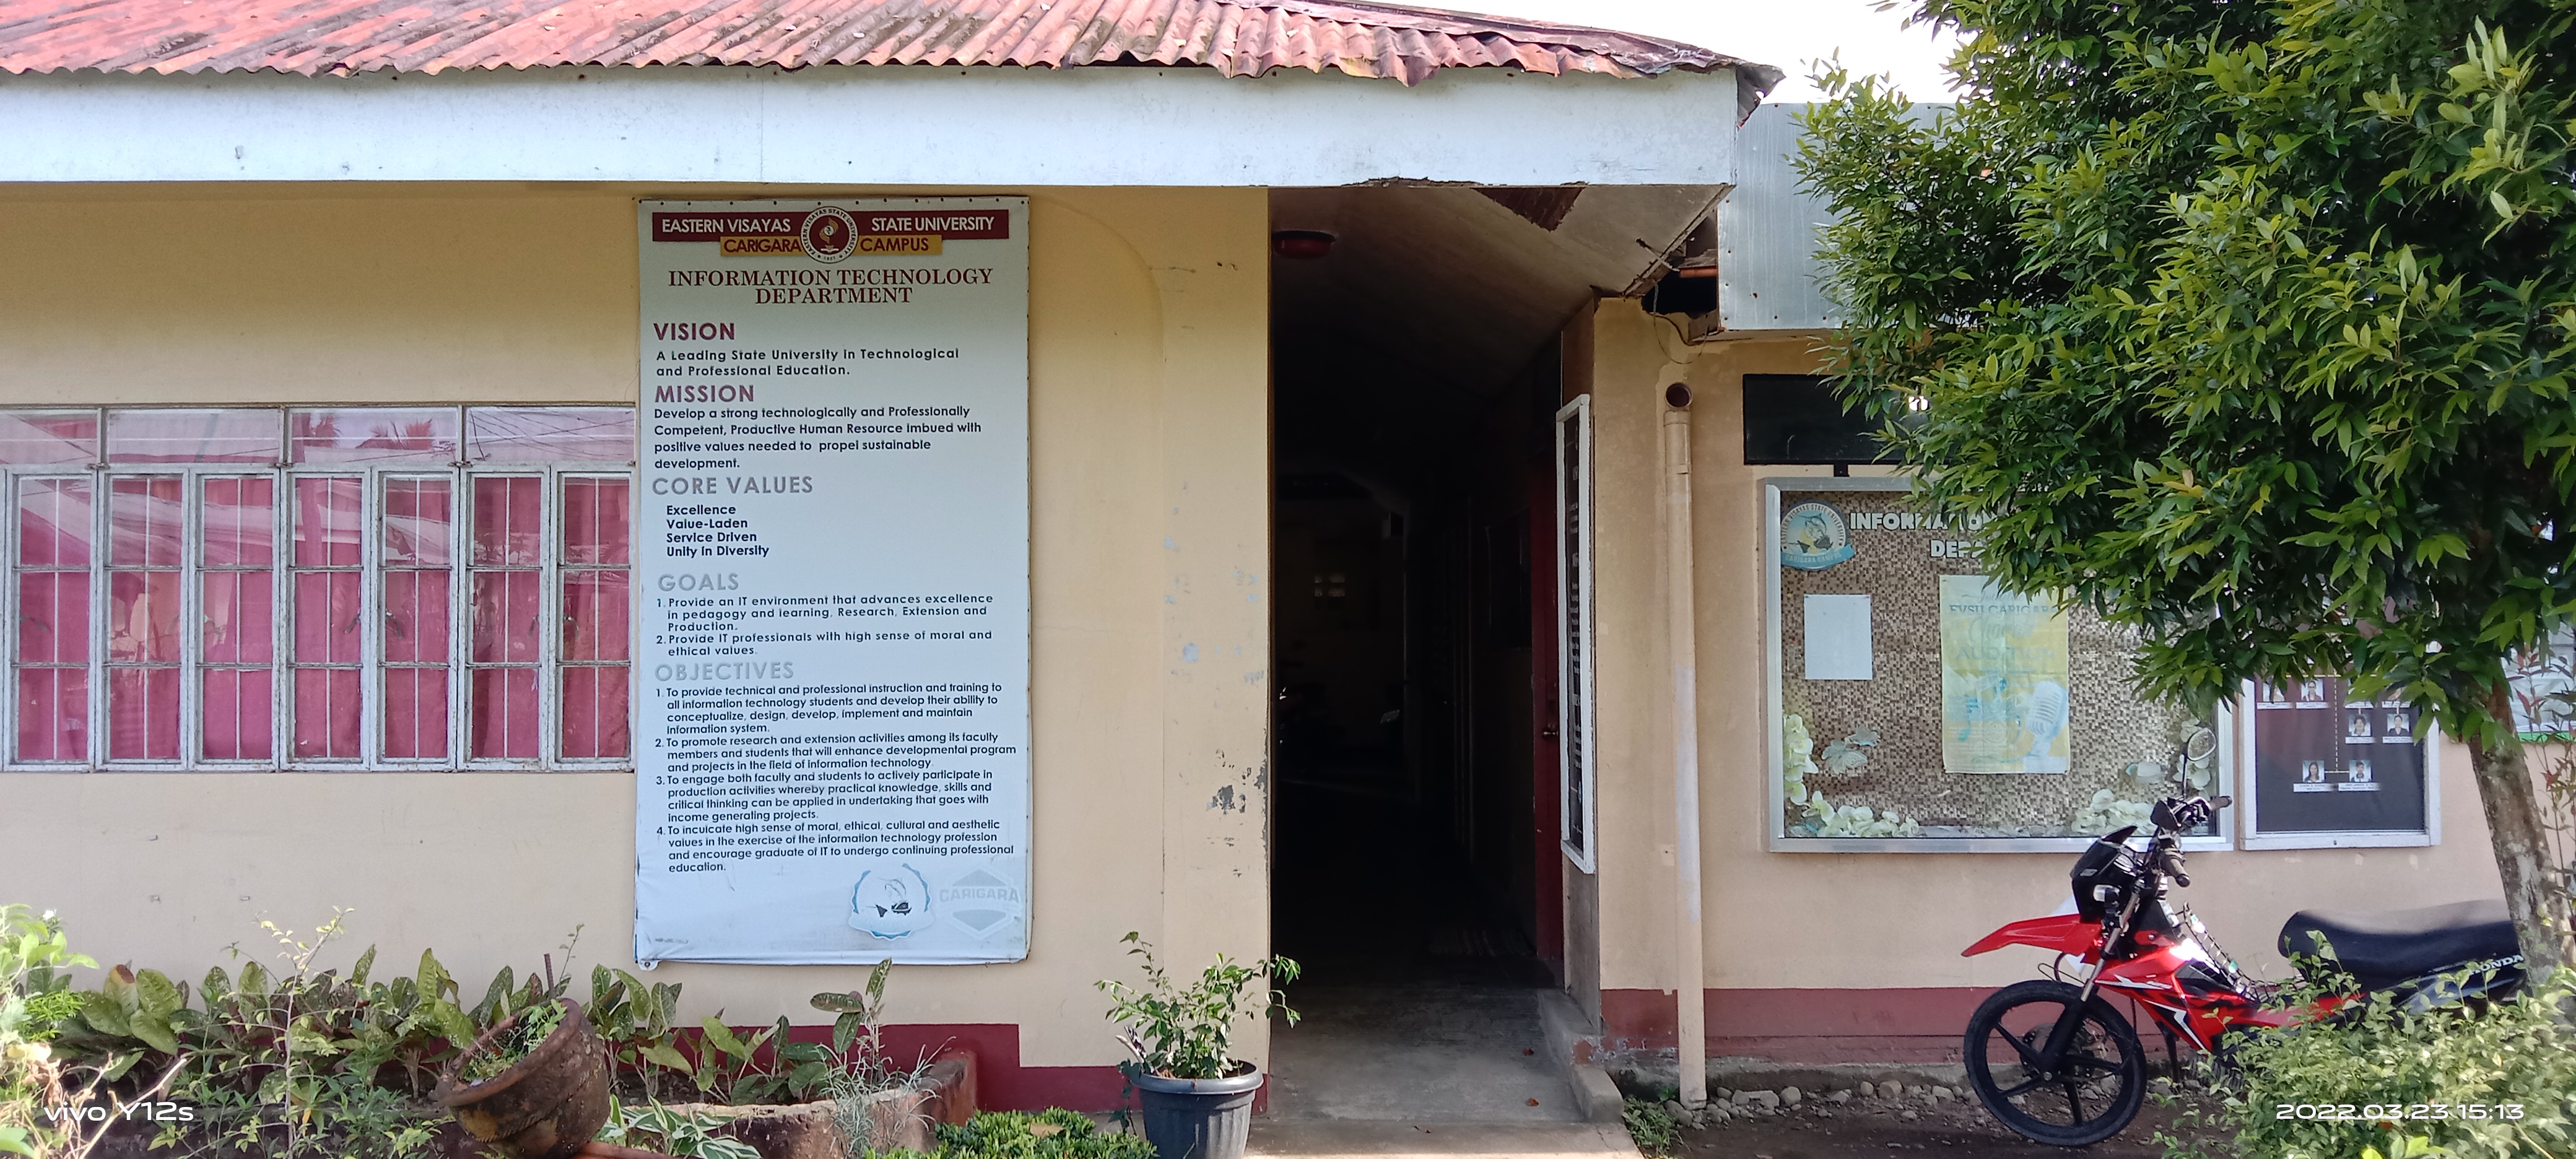 EASTERN VISAYAS STATE UNIVERSITY
CARIGARA CAMPUS
INFORMATION TECHNOLOGY
DEPARTMENT
VISION
A Leading State University in Technological
and Professional Education.
MISSION
Develop a strong technologically and Professionally
Competent, Productive Human Resource imbued with
positive values needed to propel sustainable
development.
CORE VALUES
Excellence
Value-Laden
Service Driven
Unity in Diversity
GOALS
1. Provide an IT environment that advances excellence
in pedagogy and learning, Research, Extension and
Production.
2. Provide IT professionals with high sense of moral and
ethical values.
OBJECTIVES
1. To provide technical and professional instruction and training to
all information technology students and develop their ability to
conceptualize, design, develop, implement and maintain
information system.
2. To promote research and extension activities among its faculty
members and students that will enhance developmental program
and projects in the field of information technology.
3. To engage both faculty and students to actively participate in
production activities whereby practical knowledge, skills and
critical thinking can be applied in undertaking that goes with
income generating projects.
4. To inculcate high sense of moral, ethical, cultural and aesthetic
values in the exercise of the information technology profession
and encourage graduate of IT to undergo continuing professional
education.
CARIGARA
INFORMATION
EVSU CARIGARA
HONDA
vivo Y12s
2022.03.23 15:13